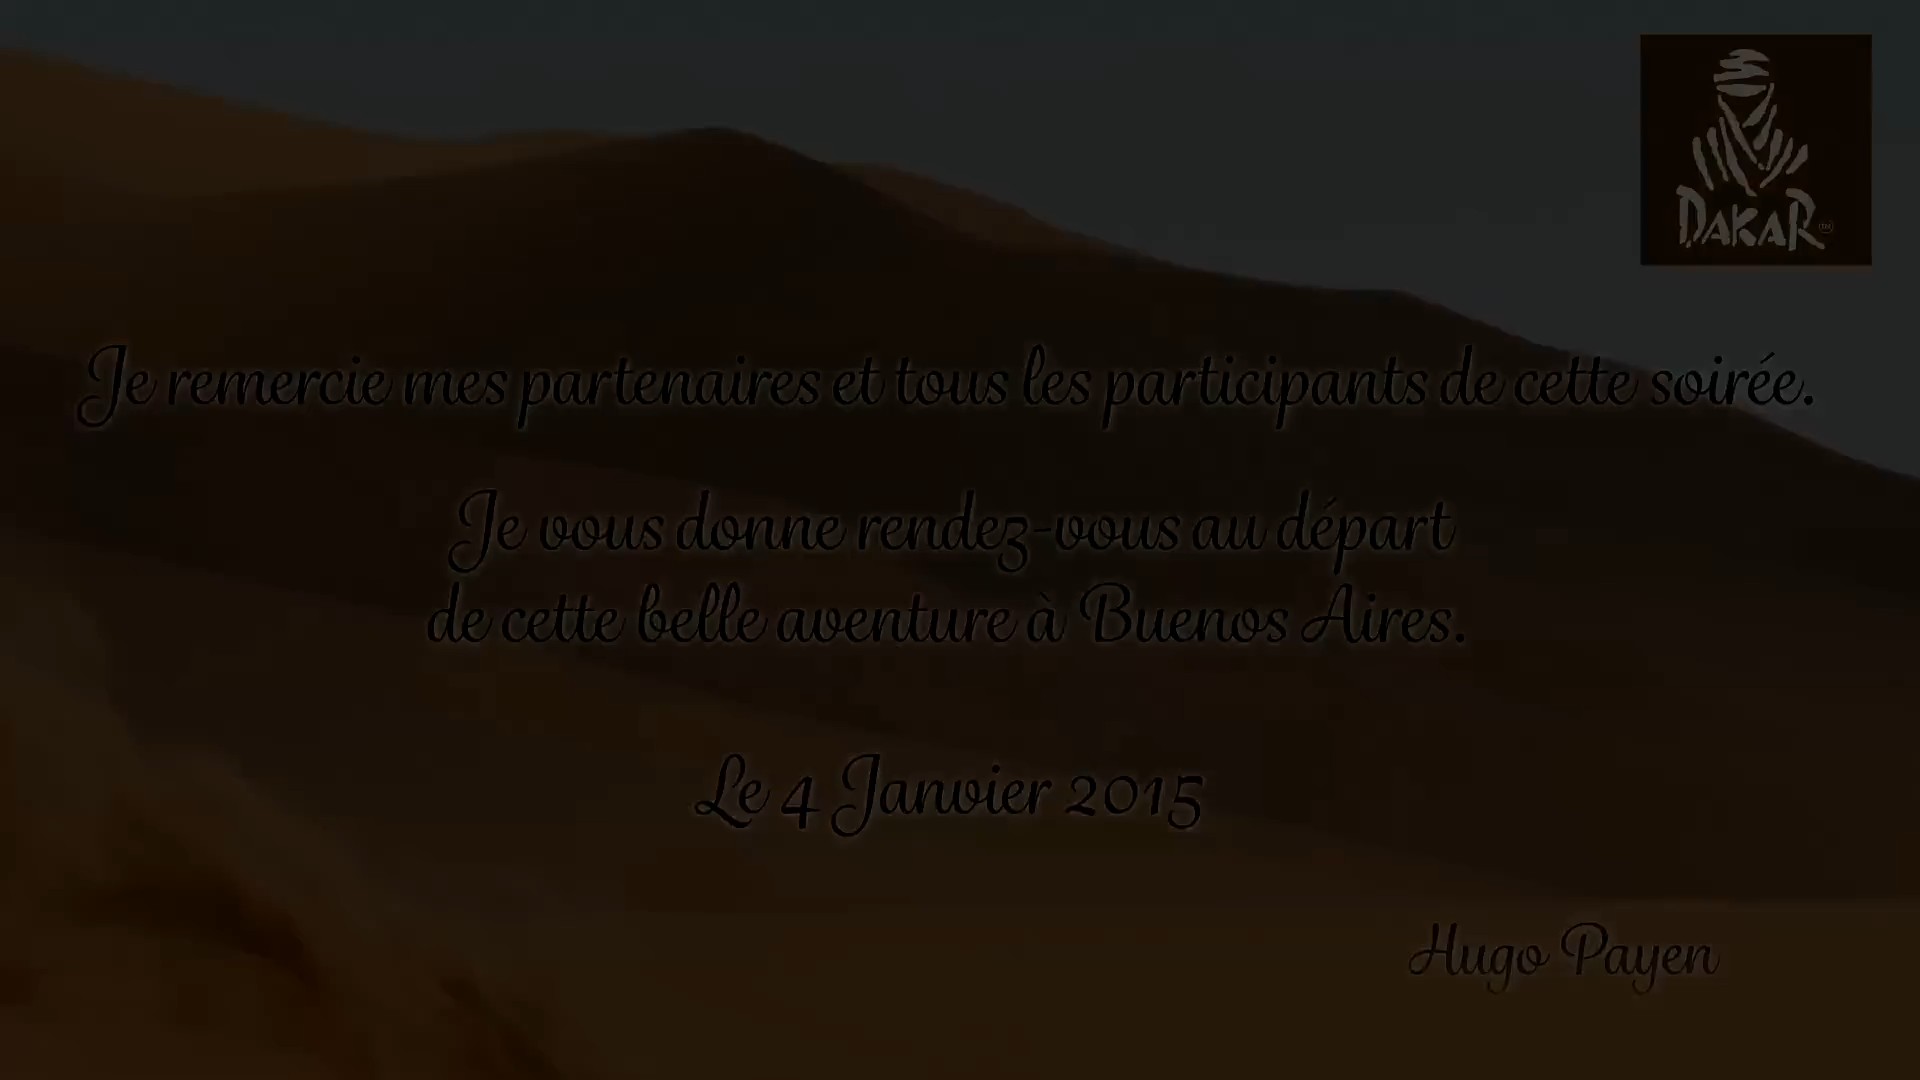 DAKAR
TM
Je remercie mes partenaires et tous les participants de cette soirée.
Je vous donne rendez-vous au départ
de cette belle aventure à Buenos Aires.
Le 4 Janvier 2015
Hugo Payen